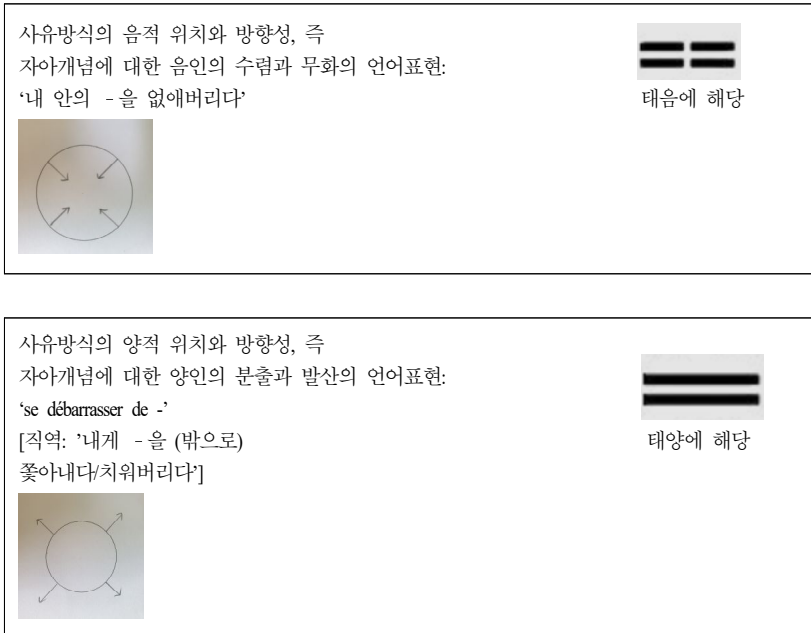 사유방식의 음적 위치와 방향성, 즉
자아개념에 대한 음인의 수렴과 무화의 언어표현:
‘내 안의 -을 없애버리다’
태음에 해당
사유방식의 양적 위치와 방향성, 즉
자아개념에 대한 양인의 분출과 발산의 언어표현:
‘se débarrasser de -’
[직역: ’내게 -을 (밖으로)
쫓아내다/치워버리다’]
태양에 해당